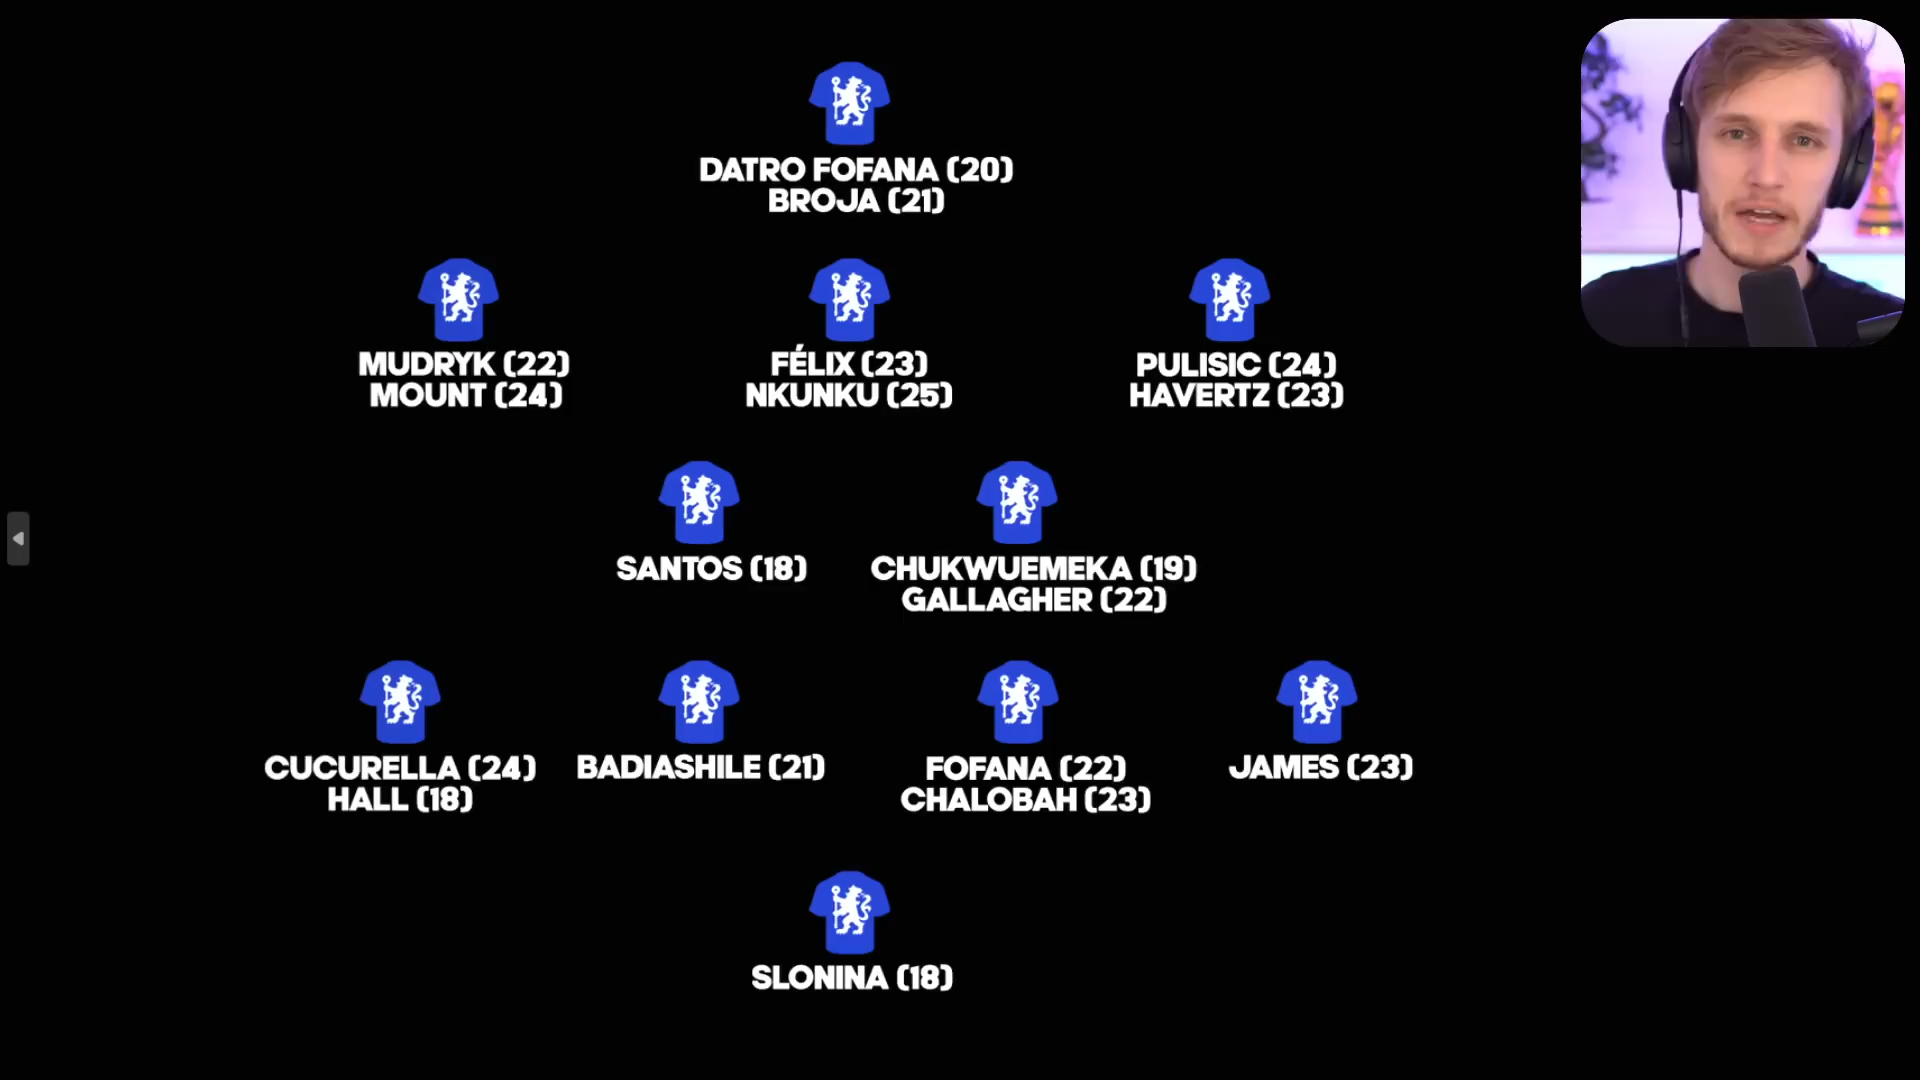 DATRO FOFANA (20)
BROJA (21)
MUDRYK (22)
MOUNT (24)
FÉLIX (23)
NKUNKU (25)
PULISIC (24)
HAVERTZ (23)
SANTOS (18)
CHUKWUEMEKA (19)
GALLAGHER (22)
CUCURELLA (24)
HALL (18)
BADIASHILE (21)
FOFANA (22)
CHALOBAH (23)
JAMES (23)
SLONINA (18)